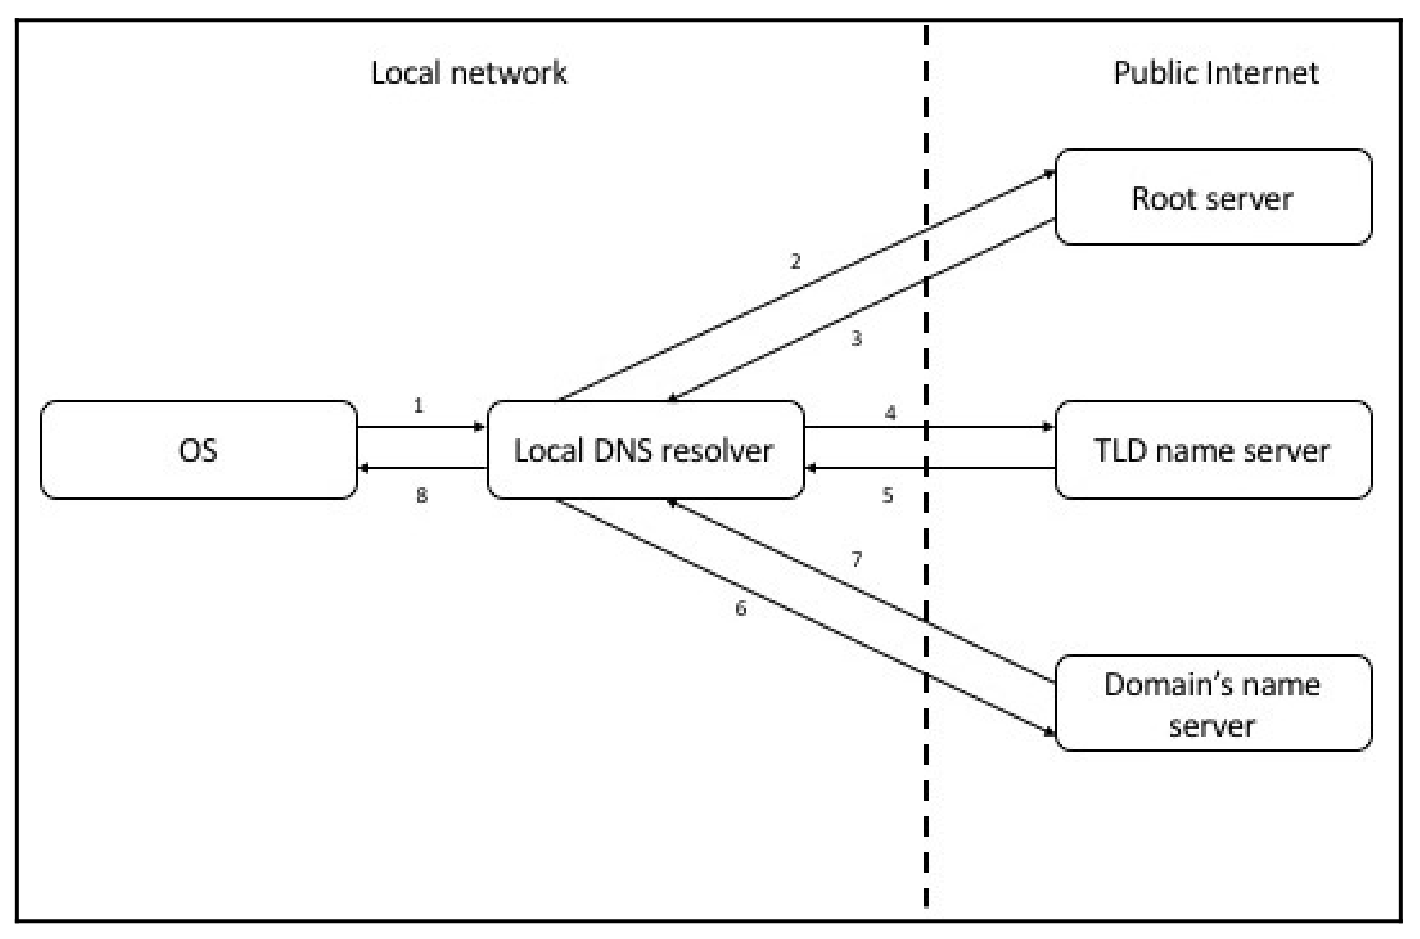 Local network
Public Internet
Root server
2
3
1
4
OS
Local DNS resolver
TLD name server
8
5
7
6
Domain's name
server